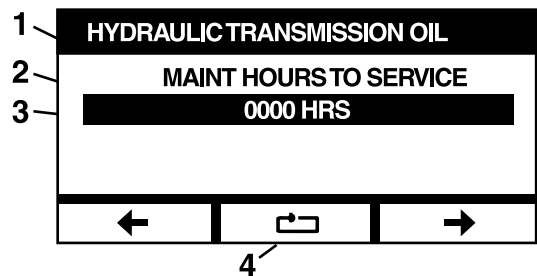 1 HYDRAULIC TRANSMISSION OIL
2 MAINT HOURS TO SERVICE
3 0000 HRS
4